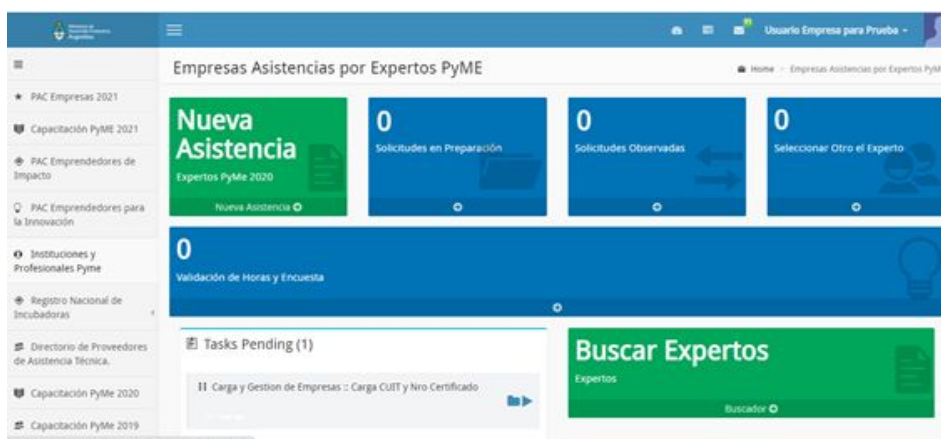 Argentina
Usuario Empresa para Prueba
Empresas Asistencias por Expertos PyME
Home
Empresas Asistencias por Expertos PyM
PAC Empresas 2021
Capacitación PyME 2021
PAC Emprendedores de
Impacto
PAC Emprendedores para
la Innovación
Instituciones y
Profesionales Pyme
Registro Nacional de
Incubadoras
Directorio de Proveedores
de Asistencia Técnica.
Capacitación PyMe 2020
Capacitación PyMe 2019
Nueva
Asistencia
Expertos PyMe 2020
Nueva Asistencia
0
Solicitudes en Preparación
0
Solicitudes Observadas
0
Seleccionar Otro el Experto
0
Validación de Horas y Encuesta
Tasks Pending (1)
Carga y Gestion de Empresas :: Carga CUIT y Nro Certificado
Buscar Expertos
Expertos
Buscador